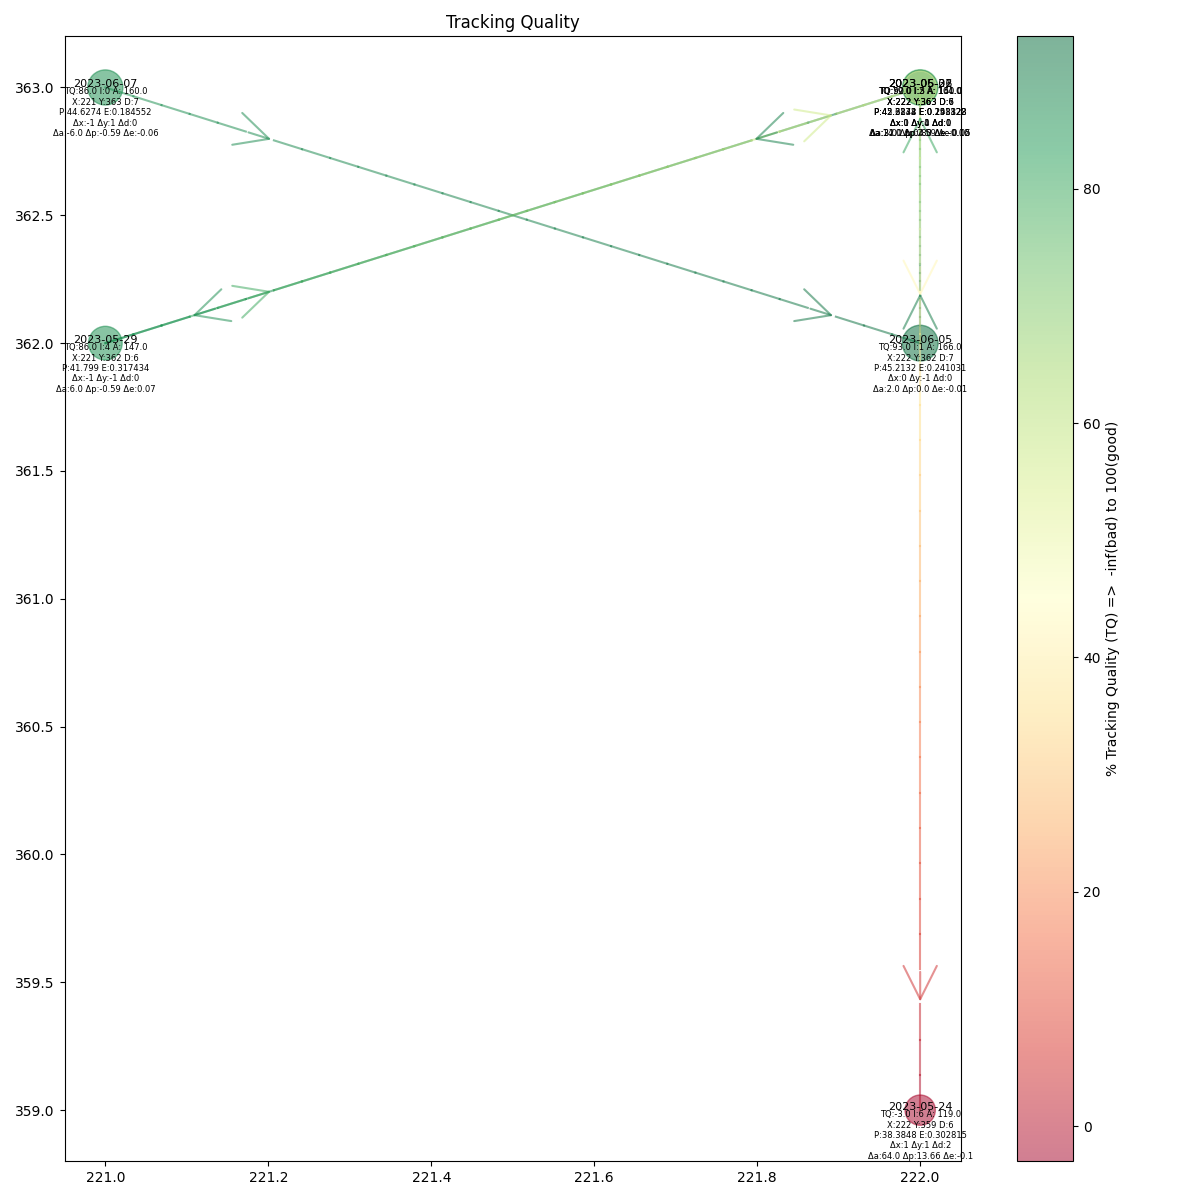 Tracking Quality
363.0
362.5
362.0
361.5
361.0
360.5
360.0
359.5
359.0
221.0
221.2
221.4
221.6
221.8
222.0
2023-06-07
TQ:86.0 I:0 A: 160.0
X:221 Y:363 D:7
P:44.6274 E:0.184552
Δx:-1 Δy:1 Δd:0
Δa:-6.0 Δp:-0.59 Δe:-0.06
2023-05-29
TQ:86.0 I:4 A: 147.0
X:221 Y:362 D:6
P:41.799 E:0.317434
Δx:-1 Δy:-1 Δd:0
Δa:6.0 Δp:-0.59 Δe:0.07
X:222 Y:363
2023-06-05
TQ:93.0 I:1 A: 166.0
X:222 Y:362 D:7
P:45.2132 E:0.241031
Δx:0 Δy:-1 Δd:0
Δa:2.0 Δp:0.0 Δe:-0.01
2023-05-24
TQ:-3.0 I:6 A: 119.0
X:222 Y:359 D:6
P:38.3848 E:0.302815
Δx:1 Δy:1 Δd:2
Δa:64.0 Δp:13.66 Δe:-0.1
80
60
40
20
0
% Tracking Quality (TQ) => -inf(bad) to 100(good)